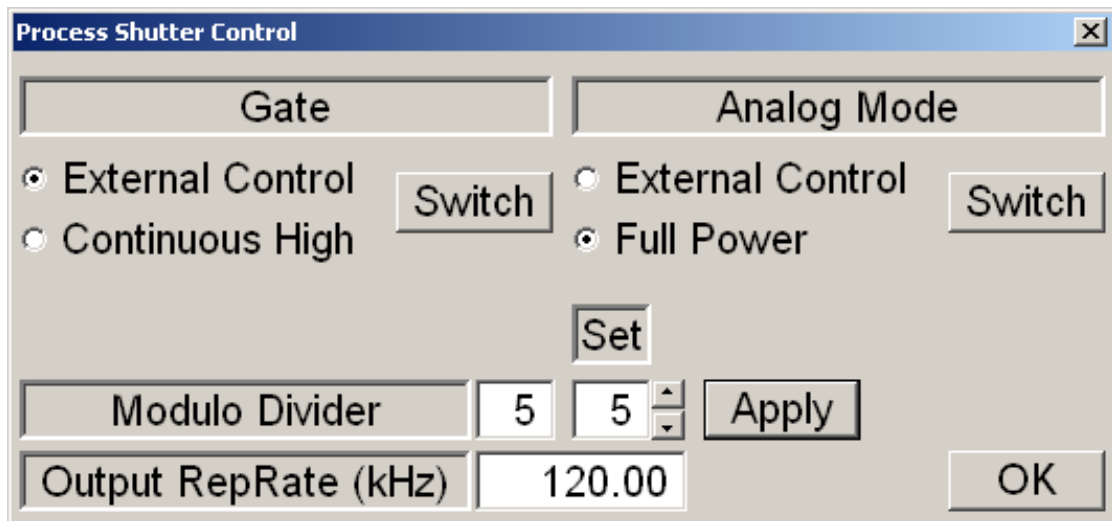 Process Shutter Control
Gate
Analog Mode
External Control
Switch
External Control
Switch
Continuous High
Full Power
Set
Modulo Divider 5 5 Apply
Output RepRate (kHz) 120.00 OK